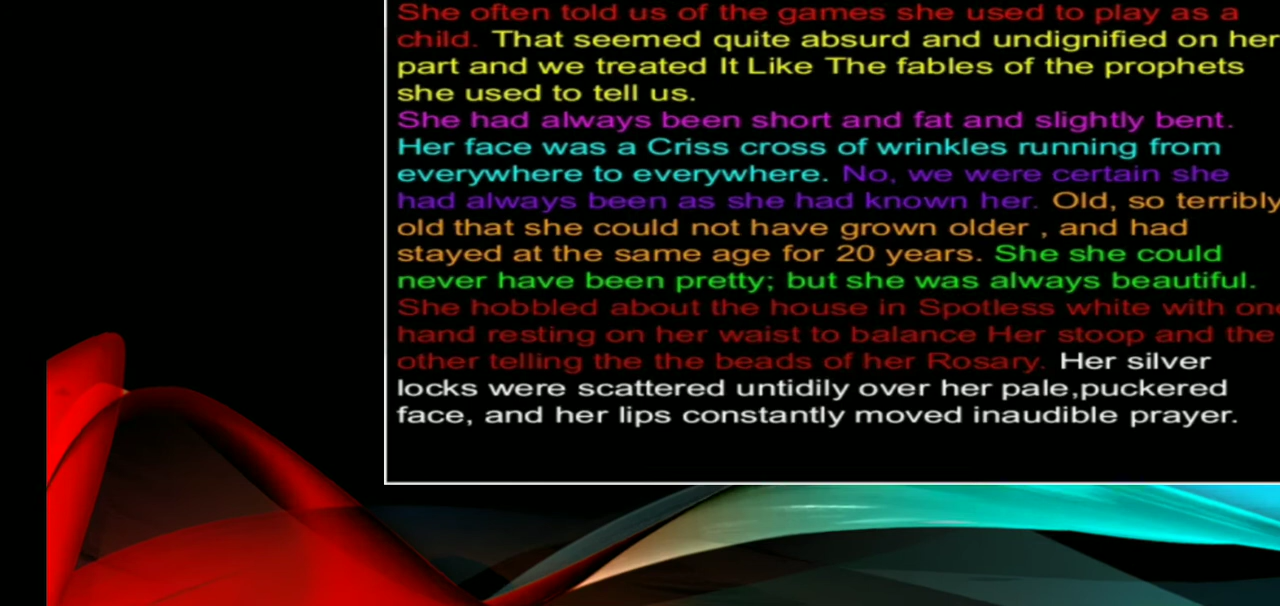 She often told us of the games she used to play as a
child. That seemed quite absurd and undignified on her
part and we treated It Like The fables of the prophets
she used to tell us.
She had always been short and fat and slightly bent.
Her face was a Criss cross of wrinkles running from
everywhere to everywhere. No, we were certain she
had always been as she had known her. Old, so terribly
old that she could not have grown older , and had
stayed at the same age for 20 years. She she could
never have been pretty; but she was always beautiful.
She hobbled about the house in Spotless white with one
hand resting on her waist to balance Her stoop and the
other telling the the beads of her Rosary. Her silver
locks were scattered untidily over her pale,puckered
face, and her lips constantly moved inaudible prayer.